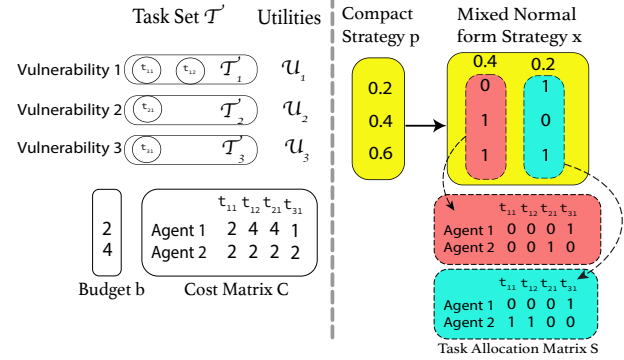 Task Set 𝒯 Utilities
Vulnerability 1 t₁₁ t₁₂ 𝒯₁ 𝒰₁
Vulnerability 2 t₂₁ 𝒯₂ 𝒰₂
Vulnerability 3 t₃₁ 𝒯₃ 𝒰₃
t₁₁ t₁₂ t₂₁ t₃₁
2 Agent 1 2 4 4 1
4 Agent 2 2 2 2 2
Budget b Cost Matrix C
Compact
Strategy p
0.2
0.4
0.6
Mixed Normal
form Strategy x
0.4 0.2
0 1
1 0
1 1
t₁₁ t₁₂ t₂₁ t₃₁
Agent 1 0 0 0 1
Agent 2 0 0 1 0
t₁₁ t₁₂ t₂₁ t₃₁
Agent 1 0 0 0 1
Agent 2 1 1 0 0
Task Allocation Matrix S